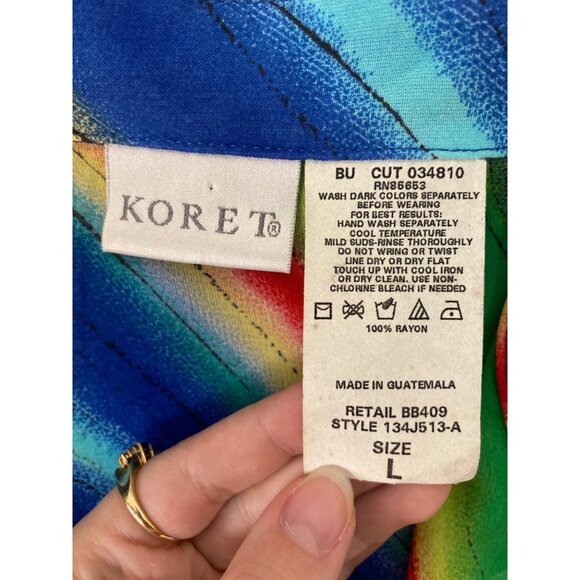 KORET®
BU CUT 034810
RN85653
WASH DARK COLORS SEPARATELY
BEFORE WEARING
FOR BEST RESULTS:
HAND WASH SEPARATELY
COOL TEMPERATURE
MILD SUDS-RINSE THOROUGHLY
DO NOT WRING OR TWIST
LINE DRY OR DRY FLAT
TOUCH UP WITH COOL IRON
OR DRY CLEAN. USE NON-
CHLORINE BLEACH IF NEEDED
100% RAYON
MADE IN GUATEMALA
RETAIL BB409
STYLE 134J513-A
SIZE
L